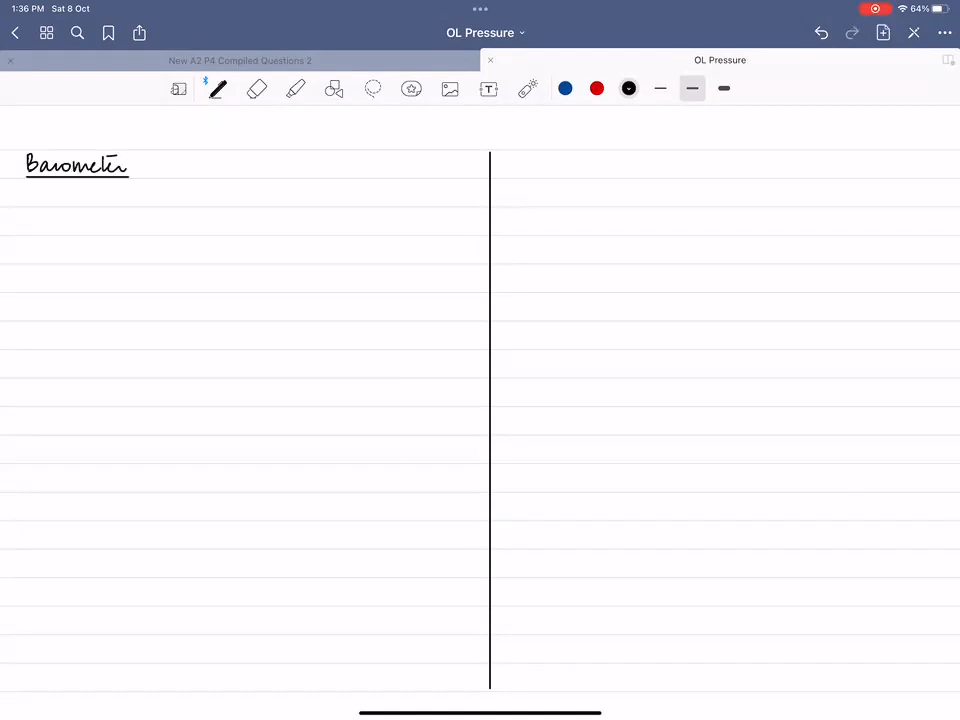 1:36 PM Sat 8 Oct
64%
OL Pressure
New A2 P4 Compiled Questions 2
OL Pressure
T
Barometer